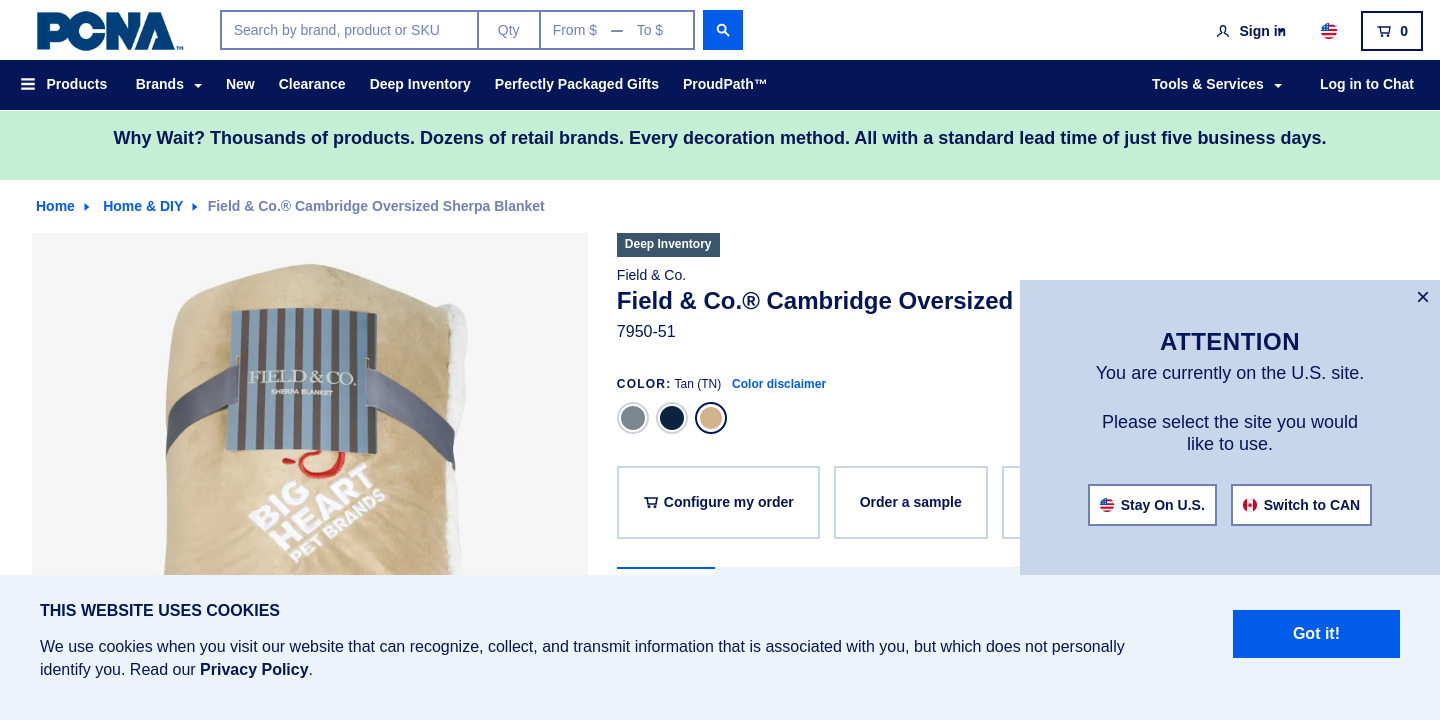 PCNA™
Search by brand, product or SKU
Qty
From $ — To $
Sign in
0
Products
Brands
New
Clearance
Deep Inventory
Perfectly Packaged Gifts
ProudPath™
Tools & Services
Log in to Chat
Why Wait? Thousands of products. Dozens of retail brands. Every decoration method. All with a standard lead time of just five business days.
Home
Home & DIY
Field & Co.® Cambridge Oversized Sherpa Blanket
FIELD & CO.
SHERPA BLANKET
BIG
HEART
PET BRANDS
Deep Inventory
Field & Co.
Field & Co.® Cambridge Oversized
7950-51
COLOR: Tan (TN) Color disclaimer
Configure my order
Order a sample
×
ATTENTION
You are currently on the U.S. site.
Please select the site you would
like to use.
Stay On U.S.
Switch to CAN
THIS WEBSITE USES COOKIES
We use cookies when you visit our website that can recognize, collect, and transmit information that is associated with you, but which does not personally
identify you. Read our Privacy Policy.
Got it!